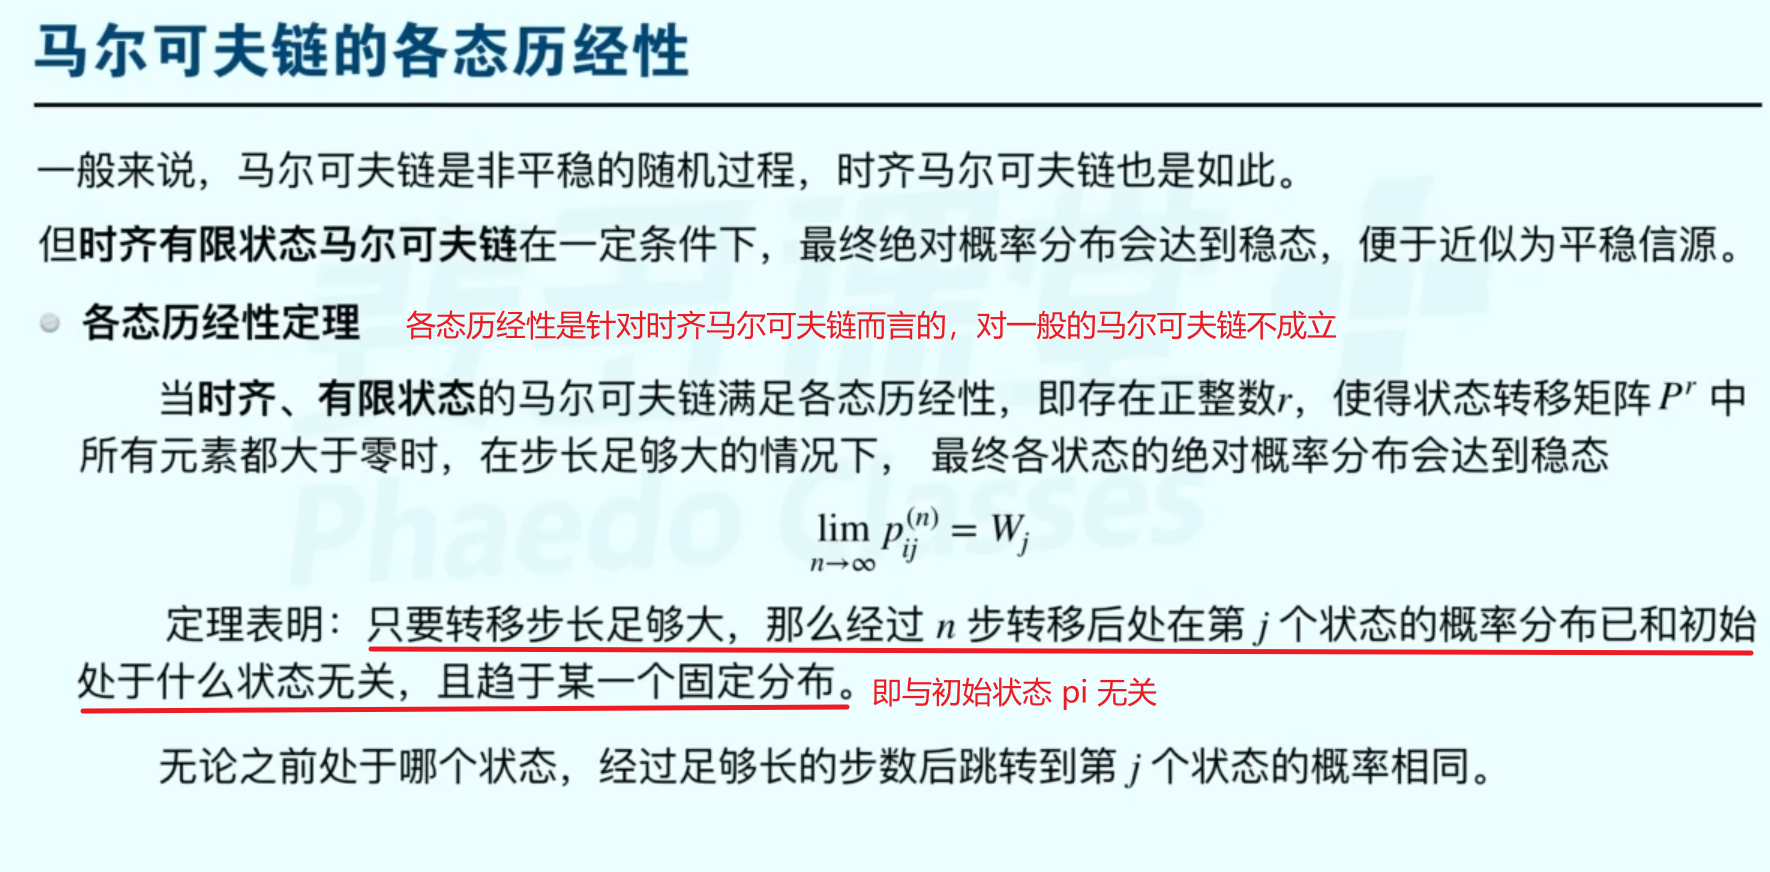 马尔可夫链的各态历经性
一般来说，马尔可夫链是非平稳的随机过程，时齐马尔可夫链也是如此。
但时齐有限状态马尔可夫链在一定条件下，最终绝对概率分布会达到稳态，便于近似为平稳信源。
各态历经性定理 各态历经性是针对时齐马尔可夫链而言的，对一般的马尔可夫链不成立
当时齐、有限状态的马尔可夫链满足各态历经性，即存在正整数r，使得状态转移矩阵 P^r 中
所有元素都大于零时，在步长足够大的情况下， 最终各状态的绝对概率分布会达到稳态
lim_{n→∞} p_{ij}^{(n)} = W_j
定理表明：只要转移步长足够大，那么经过 n 步转移后处在第 j 个状态的概率分布已和初始
处于什么状态无关，且趋于某一个固定分布。 即与初始状态 pi 无关
无论之前处于哪个状态，经过足够长的步数后跳转到第 j 个状态的概率相同。
Phaedo Classes